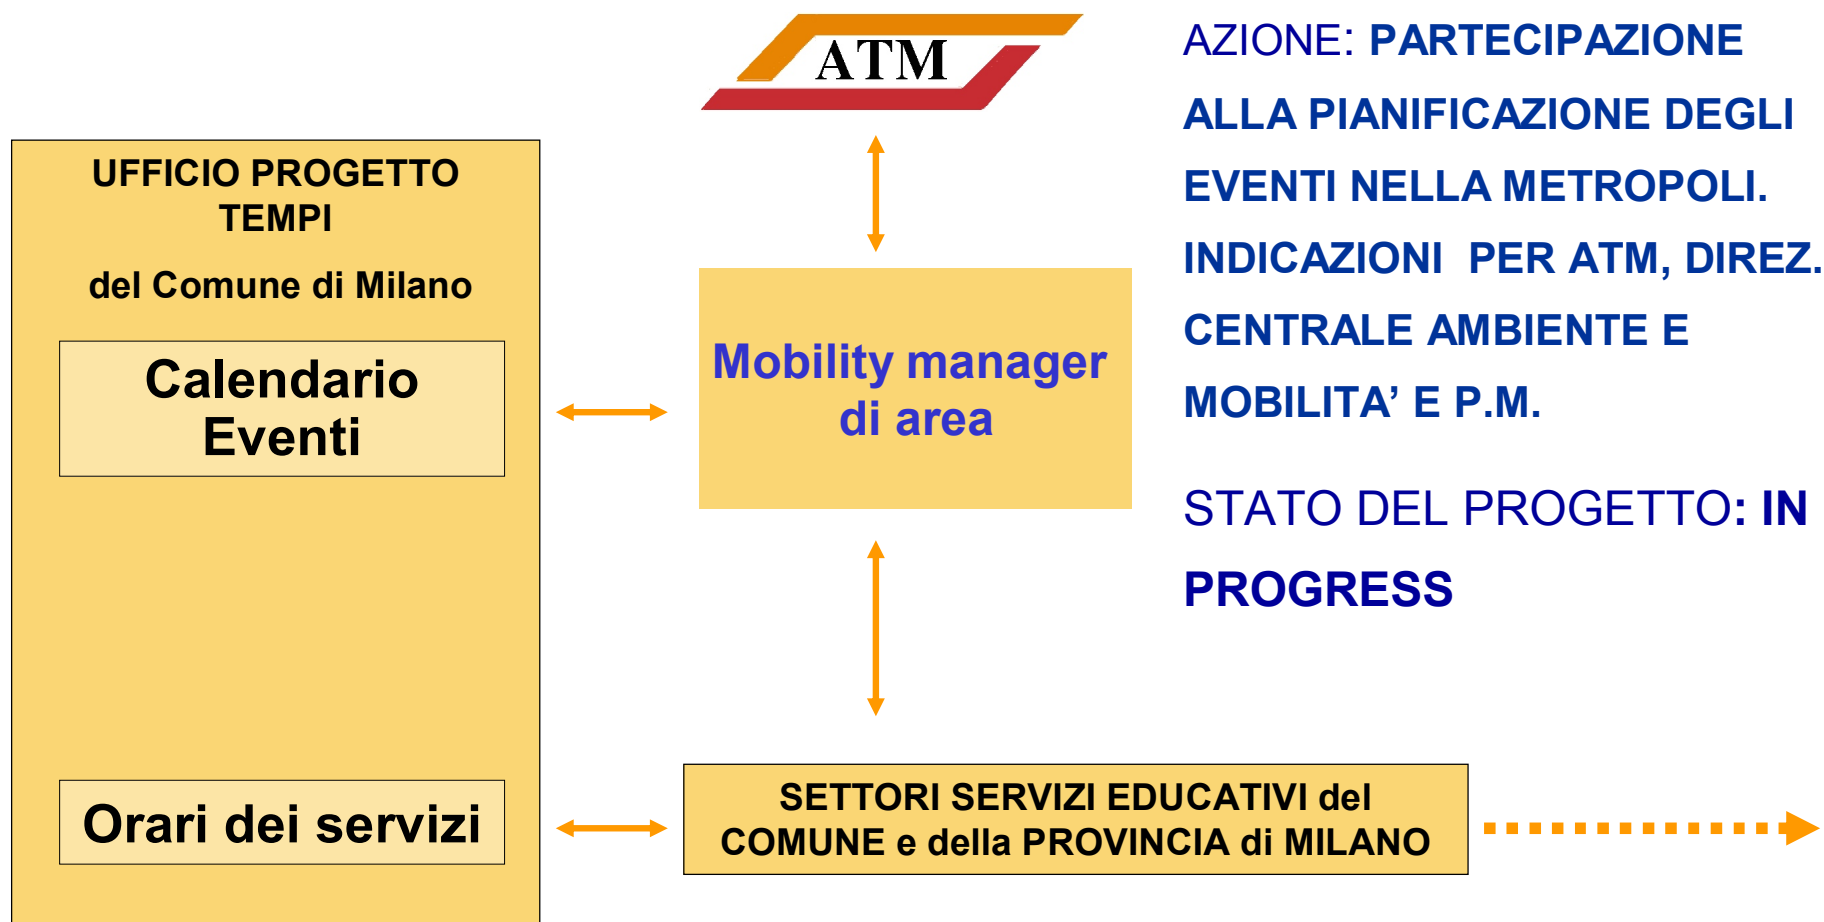 ATM
AZIONE: PARTECIPAZIONE
ALLA PIANIFICAZIONE DEGLI
EVENTI NELLA METROPOLI.
INDICAZIONI  PER ATM, DIREZ.
CENTRALE AMBIENTE E
MOBILITA’ E P.M.
STATO DEL PROGETTO: IN
PROGRESS
UFFICIO PROGETTO
TEMPI
del Comune di Milano
Calendario
Eventi
Mobility manager
di area
Orari dei servizi
SETTORI SERVIZI EDUCATIVI del
COMUNE e della PROVINCIA di MILANO